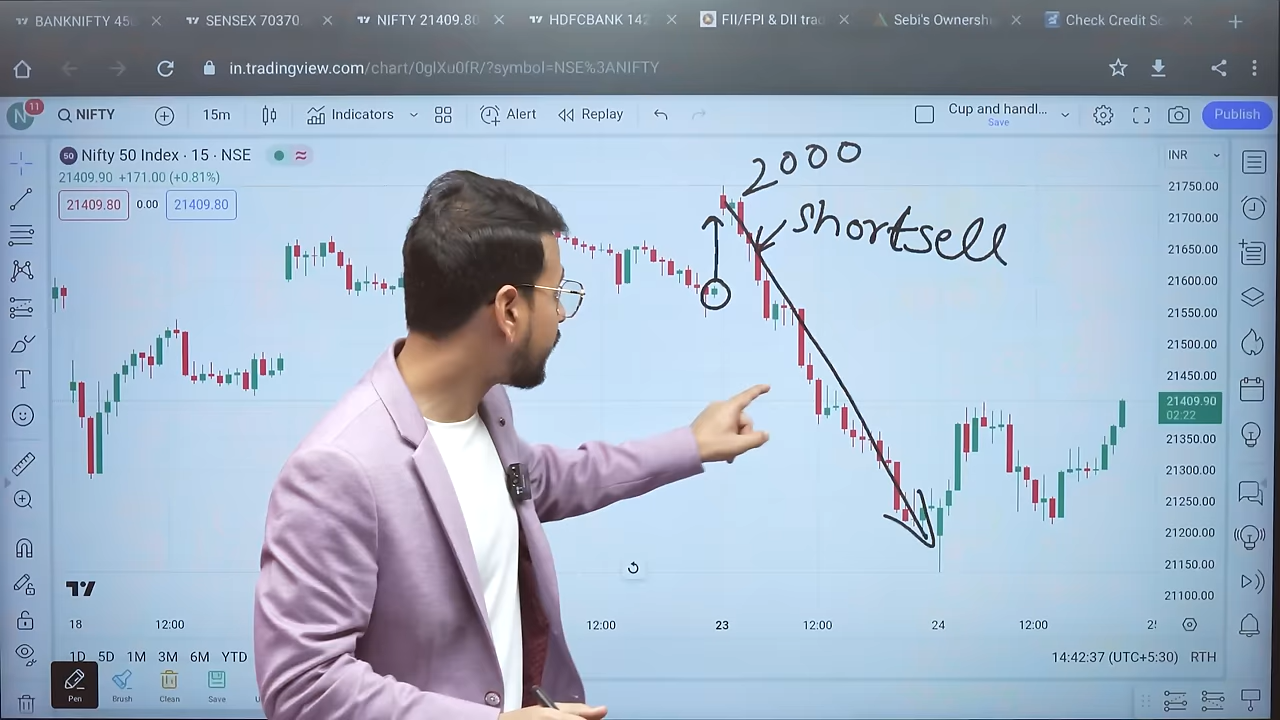 BANKNIFTY 45
SENSEX 70370
NIFTY 21409.80
HDFCBANK 142
FII/FPI & DII trad
Sebi's Ownersh
Check Credit Sc
in.tradingview.com/chart/0glXu0fR/?symbol=NSE%3ANIFTY
N 11
NIFTY
15m
Indicators
Alert
Replay
Cup and handl...
Save
Publish
50 Nifty 50 Index · 15 · NSE
21409.90 +171.00 (+0.81%)
21409.80 0.00 21409.80
INR
2000
shortsell
21750.00
21700.00
21650.00
21600.00
21550.00
21500.00
21450.00
21409.90
02:22
21350.00
21300.00
21250.00
21200.00
21150.00
21100.00
18 12:00 12:00 23 12:00 24 12:00
1D 5D 1M 3M 6M YTD
14:42:37 (UTC+5:30) RTH
Pen Brush Clean Save